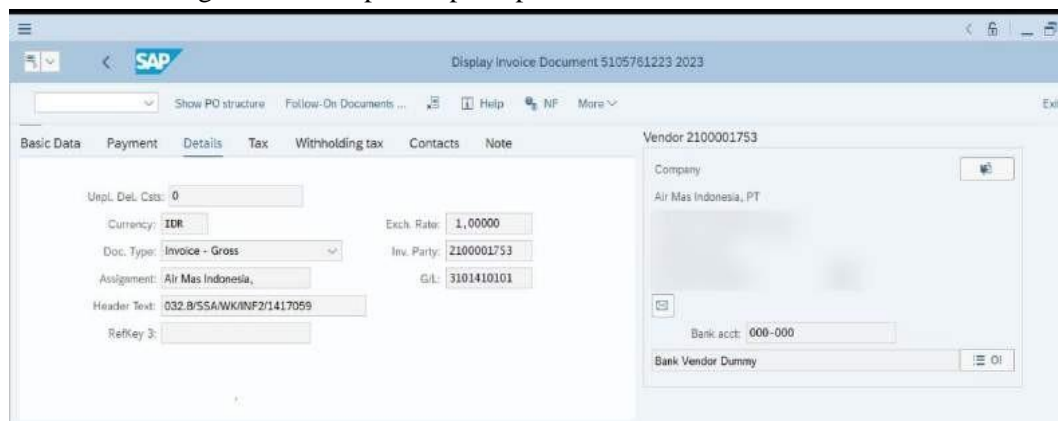 SAP
Display Invoice Document 5105761223 2023
Show PO structure Follow-On Documents ... Help NF More
Basic Data Payment Details Tax Withholding tax Contacts Note
Unpl. Del. Csts: 0
Currency: IDR Exch. Rate: 1,00000
Doc. Type: Invoice - Gross Inv. Party: 2100001753
Assignment: Air Mas Indonesia, G/L: 3101410101
Header Text: 032.8/SSA/WK/INF2/1417059
RefKey 3:
Vendor 2100001753
Company
Air Mas Indonesia, PT
Bank acct: 000-000
Bank Vendor Dummy OI